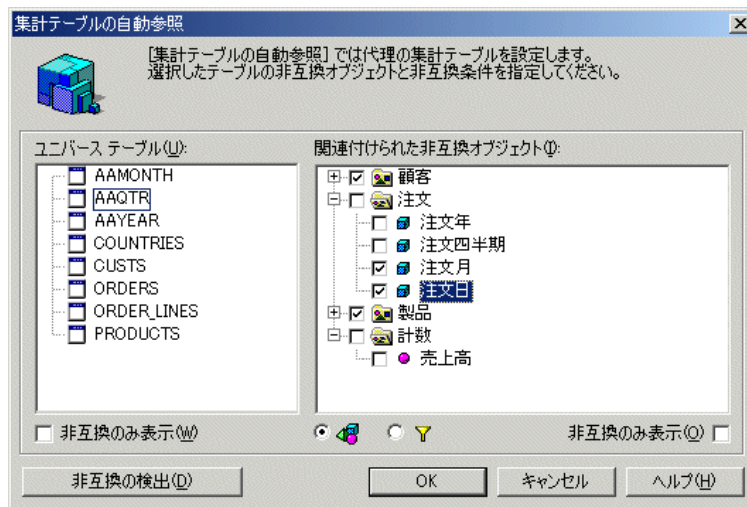 集計テーブルの自動参照
[集計テーブルの自動参照] では代理の集計テーブルを設定します。
選択したテーブルの非互換オブジェクトと非互換条件を指定してください。
ユニバース テーブル(U):
AAMONTH
AAQTR
AAYEAR
COUNTRIES
CUSTS
ORDERS
ORDER_LINES
PRODUCTS
非互換のみ表示(W)
関連付けられた非互換オブジェクト(I):
顧客
注文
注文年
注文四半期
注文月
注文日
製品
計数
売上高
非互換のみ表示(O)
非互換の検出(D)
OK
キャンセル
ヘルプ(H)